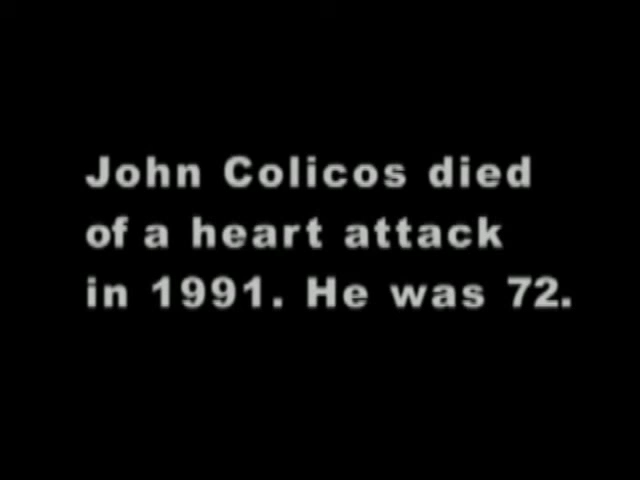 John Colicos died
of a heart attack
in 1991. He was 72.